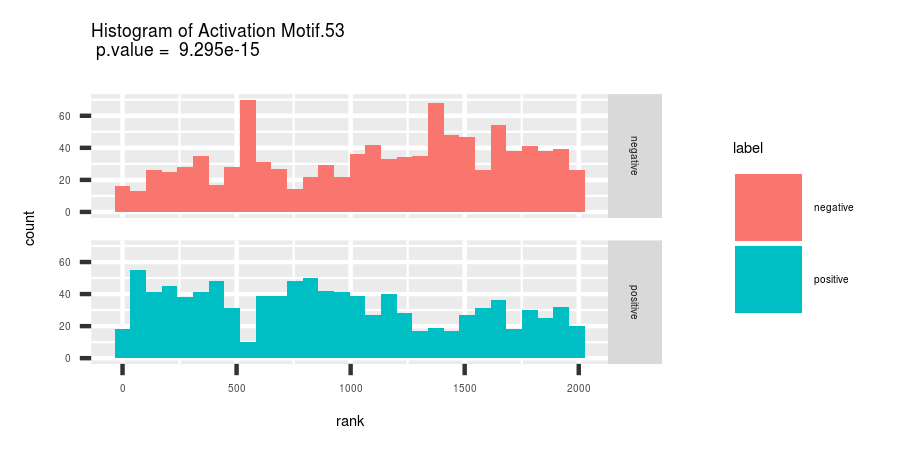 Histogram of Activation Motif.53
p.value = 9.295e-15
count
60
40
20
0
negative
60
40
20
0
positive
0 500 1000 1500 2000
rank
label
negative
positive